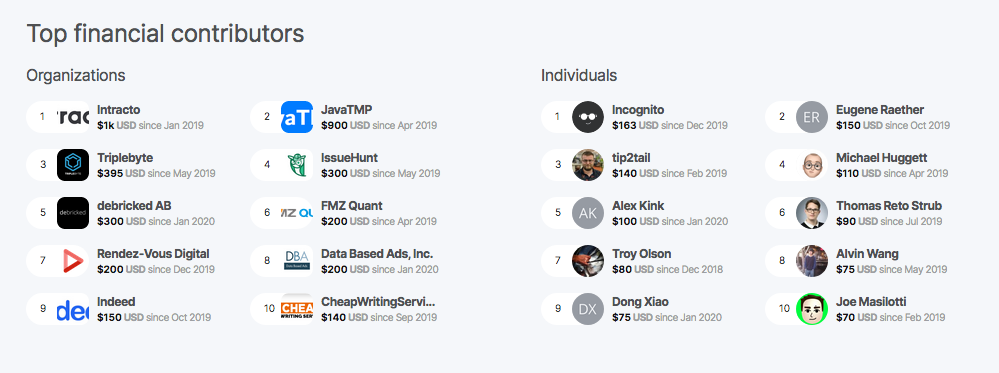 Top financial contributors
Organizations
1 Intracto
$1k USD since Jan 2019
2 JavaTMP
$900 USD since Apr 2019
3 Triplebyte
$395 USD since May 2019
4 IssueHunt
$300 USD since May 2019
5 debricked debricked AB
$300 USD since Jan 2020
6 FMZ Quant
$200 USD since Apr 2019
7 Rendez-Vous Digital
$200 USD since Dec 2019
8 DBA Data Based Ads Data Based Ads, Inc.
$200 USD since Jan 2020
9 Indeed
$150 USD since Oct 2019
10 CHEA WRITING SER CheapWritingServi...
$140 USD since Sep 2019
Individuals
1 Incognito
$163 USD since Dec 2019
2 ER Eugene Raether
$150 USD since Oct 2019
3 tip2tail
$140 USD since Feb 2019
4 Michael Huggett
$110 USD since Apr 2019
5 AK Alex Kink
$100 USD since Jan 2020
6 Thomas Reto Strub
$90 USD since Jul 2019
7 Troy Olson
$80 USD since Dec 2018
8 Alvin Wang
$75 USD since May 2019
9 DX Dong Xiao
$75 USD since Jan 2020
10 Joe Masilotti
$70 USD since Feb 2019